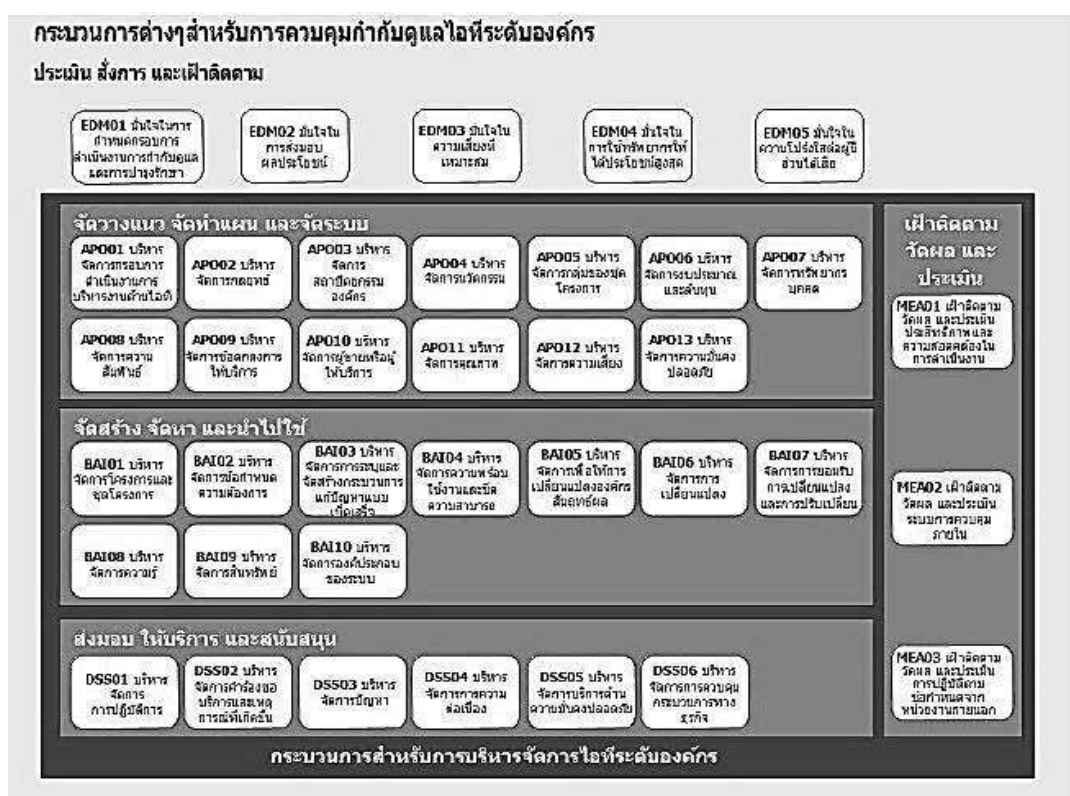 กระบวนการต่างๆสำหรับการควบคุมกำกับดูแลไอทีระดับองค์กร
ประเมิน สั่งการ และเฝ้าติดตาม
EDM01 มั่นใจในการ
กำหนดกรอบการ
ดำเนินงานการกำกับดูแล
และการบำรุงรักษา
EDM02 มั่นใจใน
การส่งมอบ
ผลประโยชน์
EDM03 มั่นใจใน
ความเสี่ยงที่
เหมาะสม
EDM04 มั่นใจใน
การใช้ทรัพยากรให้
ได้ประโยชน์สูงสุด
EDM05 มั่นใจใน
ความโปร่งใสต่อผู้มี
ส่วนได้เสีย
จัดวางแนว จัดทำแผน และจัดระบบ
APO01 บริหาร
จัดการกรอบการ
ดำเนินงานการ
บริหารงานด้านไอที
APO02 บริหาร
จัดการกลยุทธ์
APO03 บริหาร
จัดการ
สถาปัตยกรรม
องค์กร
APO04 บริหาร
จัดการนวัตกรรม
APO05 บริหาร
จัดการกลุ่มของชุด
โครงการ
APO06 บริหาร
จัดการงบประมาณ
และต้นทุน
APO07 บริหาร
จัดการทรัพยากร
บุคคล
APO08 บริหาร
จัดการความ
สัมพันธ์
APO09 บริหาร
จัดการข้อตกลงการ
ให้บริการ
APO10 บริหาร
จัดการผู้ขายหรือผู้
ให้บริการ
APO11 บริหาร
จัดการคุณภาพ
APO12 บริหาร
จัดการความเสี่ยง
APO13 บริหาร
จัดการความมั่นคง
ปลอดภัย
จัดสร้าง จัดหา และนำไปใช้
BAI01 บริหาร
จัดการโครงการและ
ชุดโครงการ
BAI02 บริหาร
จัดการข้อกำหนด
ความต้องการ
BAI03 บริหาร
จัดการการระบุและ
จัดสร้างกระบวนการ
แก้ปัญหาแบบ
เบ็ดเสร็จ
BAI04 บริหาร
จัดการความพร้อม
ใช้งานและขีด
ความสามารถ
BAI05 บริหาร
จัดการเพื่อให้การ
เปลี่ยนแปลงองค์กร
สัมฤทธิ์ผล
BAI06 บริหาร
จัดการการ
เปลี่ยนแปลง
BAI07 บริหาร
จัดการการยอมรับ
การเปลี่ยนแปลง
และการปรับเปลี่ยน
BAI08 บริหาร
จัดการความรู้
BAI09 บริหาร
จัดการสินทรัพย์
BAI10 บริหาร
จัดการองค์ประกอบ
ของระบบ
ส่งมอบ ให้บริการ และสนับสนุน
DSS01 บริหาร
จัดการ
การปฏิบัติการ
DSS02 บริหาร
จัดการคำร้องขอ
บริการและเหตุ
การณ์ที่เกิดขึ้น
DSS03 บริหาร
จัดการปัญหา
DSS04 บริหาร
จัดการการความ
ต่อเนื่อง
DSS05 บริหาร
จัดการบริการด้าน
ความมั่นคงปลอดภัย
DSS06 บริหาร
จัดการการควบคุม
กระบวนการทาง
ธุรกิจ
เฝ้าติดตาม
วัดผล และ
ประเมิน
MEA01 เฝ้าติดตาม
วัดผล และประเมิน
ประสิทธิภาพและ
ความสอดคล้องใน
การดำเนินงาน
MEA02 เฝ้าติดตาม
วัดผล และประเมิน
ระบบการควบคุม
ภายใน
MEA03 เฝ้าติดตาม
วัดผล และประเมิน
การปฏิบัติตาม
ข้อกำหนดจาก
หน่วยงานภายนอก
กระบวนการสำหรับการบริหารจัดการไอทีระดับองค์กร